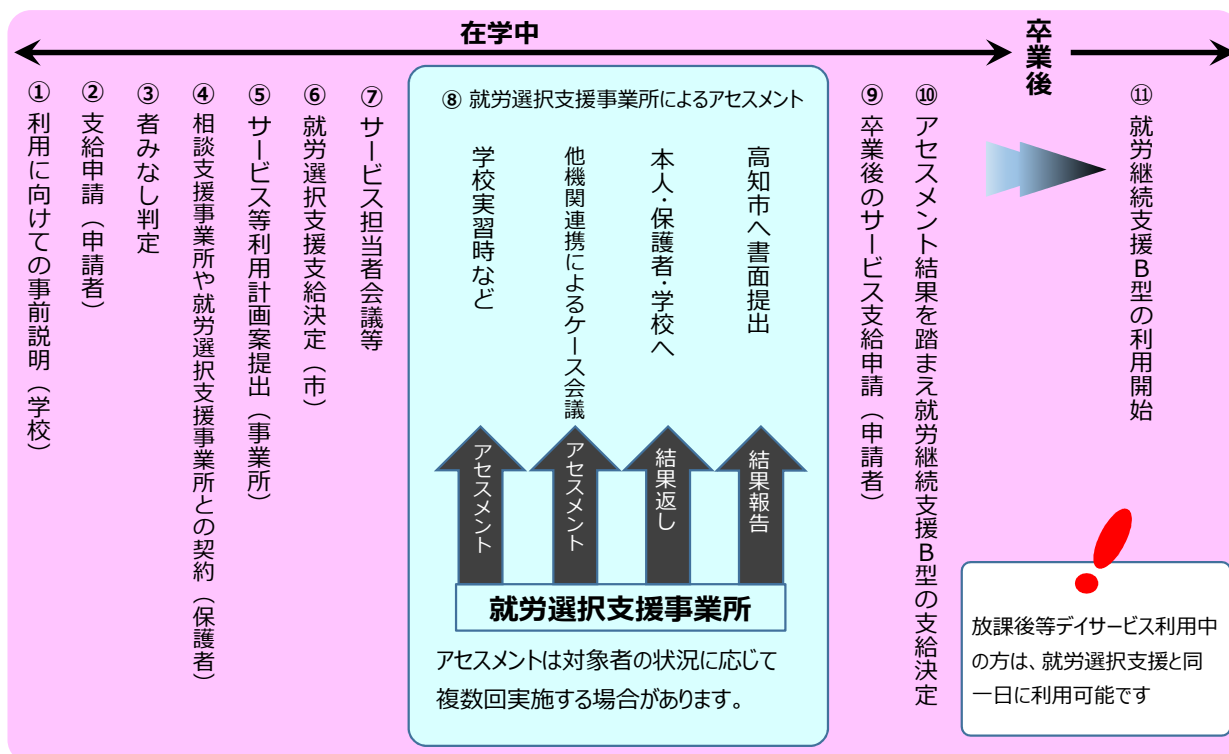 在学中
卒業後
① 利用に向けての事前説明（学校）
② 支給申請（申請者）
③ 者みなし判定
④ 相談支援事業所や就労選択支援事業所との契約（保護者）
⑤ サービス等利用計画案提出（事業所）
⑥ 就労選択支援支給決定（市）
⑦ サービス担当者会議等
⑧ 就労選択支援事業所によるアセスメント
学校実習時など
他機関連携によるケース会議
本人・保護者・学校へ
高知市へ書面提出
アセスメント
アセスメント
結果返し
結果報告
就労選択支援事業所
アセスメントは対象者の状況に応じて
複数回実施する場合があります。
⑨ 卒業後のサービス支給申請（申請者）
⑩ アセスメント結果を踏まえ就労継続支援Ｂ型の支給決定
⑪ 就労継続支援Ｂ型の利用開始
放課後等デイサービス利用中
の方は、就労選択支援と同
一日に利用可能です